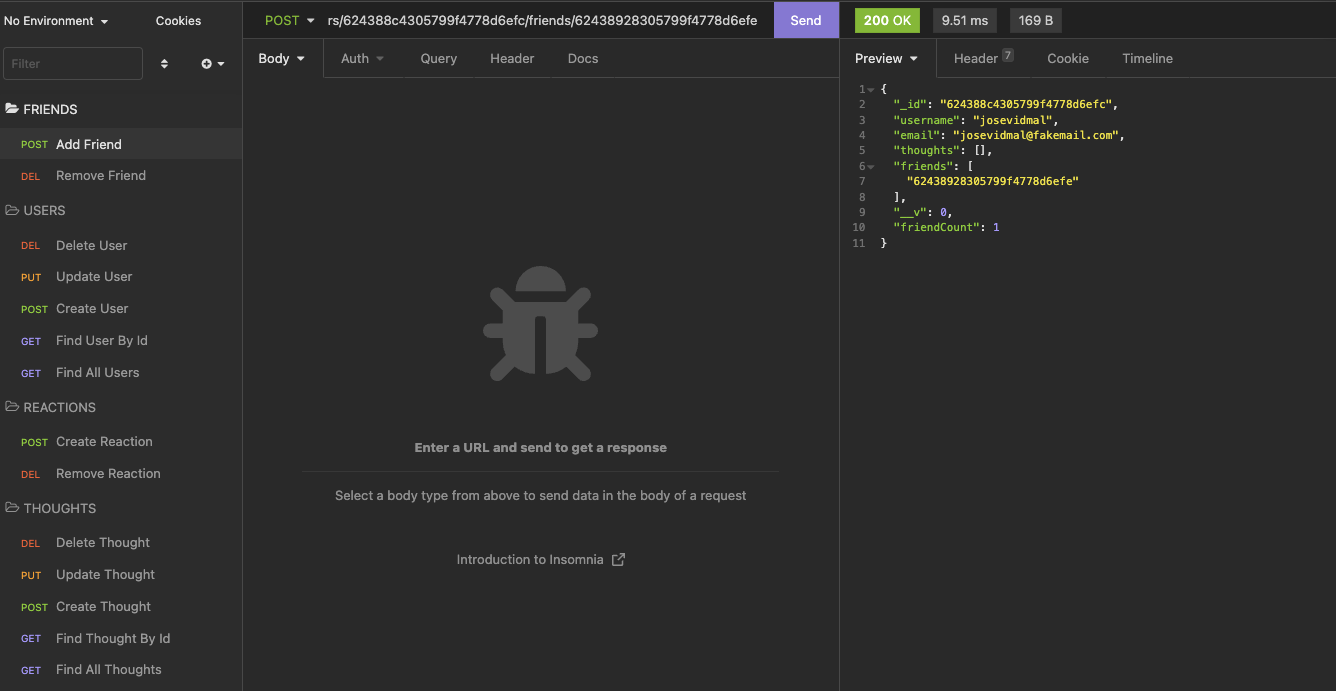 No Environment
Cookies
Filter
FRIENDS
POST Add Friend
DEL Remove Friend
USERS
DEL Delete User
PUT Update User
POST Create User
GET Find User By Id
GET Find All Users
REACTIONS
POST Create Reaction
DEL Remove Reaction
THOUGHTS
DEL Delete Thought
PUT Update Thought
POST Create Thought
GET Find Thought By Id
GET Find All Thoughts
POST rs/624388c4305799f4778d6efc/friends/62438928305799f4778d6efe Send
Body Auth Query Header Docs
Enter a URL and send to get a response
Select a body type from above to send data in the body of a request
Introduction to Insomnia
200 OK 9.51 ms 169 B
Preview Header 7 Cookie Timeline
1 {
2 "_id": "624388c4305799f4778d6efc",
3 "username": "josevidmal",
4 "email": "josevidmal@fakemail.com",
5 "thoughts": [],
6 "friends": [
7 "62438928305799f4778d6efe"
8 ],
9 "__v": 0,
10 "friendCount": 1
11 }